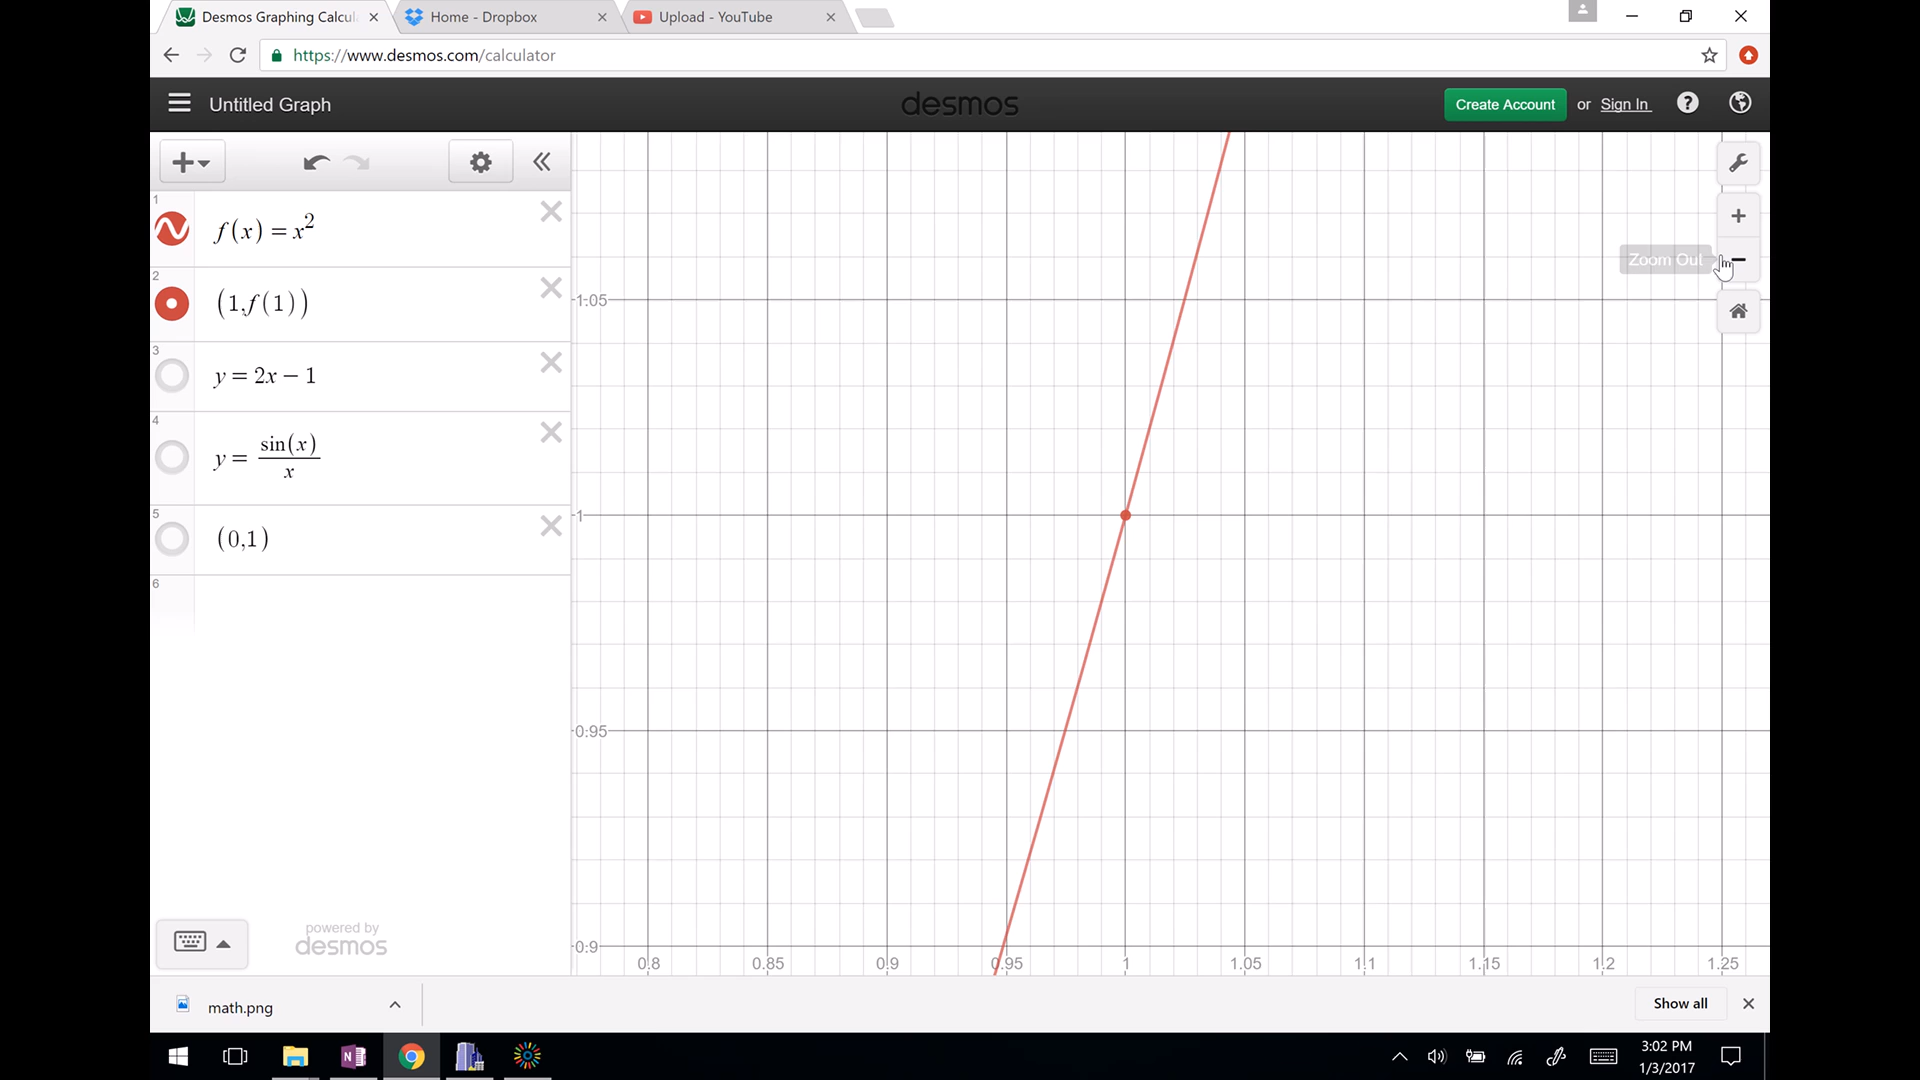 Desmos Graphing Calcul
Home - Dropbox
Upload - YouTube
https://www.desmos.com/calculator
Untitled Graph
desmos
Create Account or Sign In
1
f(x) = x²
2
(1,f(1))
3
y = 2x − 1
4
y = sin(x)/x
5
(0,1)
6
Zoom Out
1.05
1
0.95
0.9
0.8 0.85 0.9 0.95 1 1.05 1.1 1.15 1.2 1.25
powered by
desmos
math.png
Show all
3:02 PM
1/3/2017